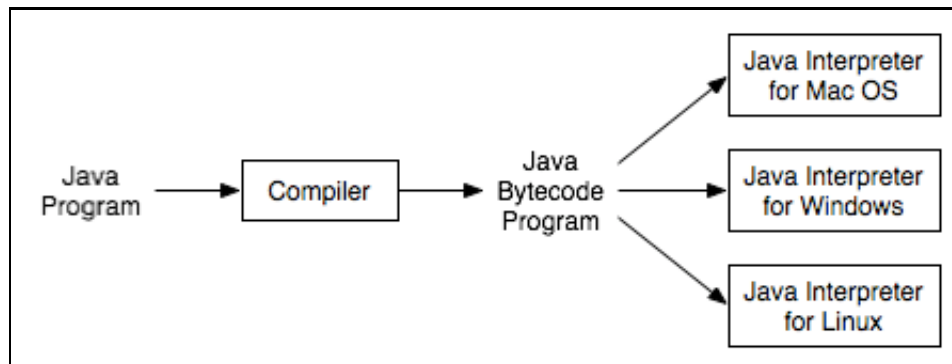 Java
Program
Compiler
Java
Bytecode
Program
Java Interpreter
for Mac OS
Java Interpreter
for Windows
Java Interpreter
for Linux